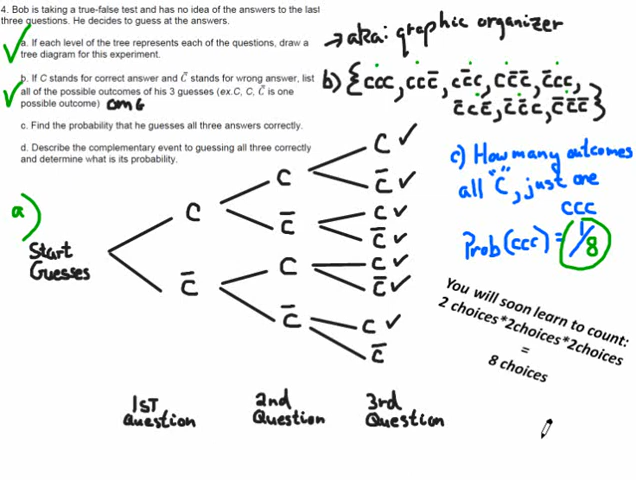 4. Bob is taking a true-false test and has no idea of the answers to the last
three questions. He decides to guess at the answers.
a. If each level of the tree represents each of the questions, draw a
tree diagram for this experiment.
b. If C stands for correct answer and C̄ stands for wrong answer, list
all of the possible outcomes of his 3 guesses (ex.C, C, C̄ is one
possible outcome) OMG
c. Find the probability that he guesses all three answers correctly.
d. Describe the complementary event to guessing all three correctly
and determine what is its probability.
→ aka: graphic organizer
b) {ccc, ccc̄, cc̄c, cc̄c̄, c̄cc,
c̄cc̄, c̄c̄c, c̄c̄c̄}
c) How many outcomes
all "C", just one
CCC
Prob(ccc) = 1/8
You will soon learn to count:
2 choices*2choices*2choices
=
8 choices
a)
Start
Guesses
C
C̄
C
C̄
C
C̄
C ✓
C̄ ✓
C ✓
C̄ ✓
C ✓
C̄ ✓
C ✓
C̄
1ST
Question
2nd
Question
3rd
Question